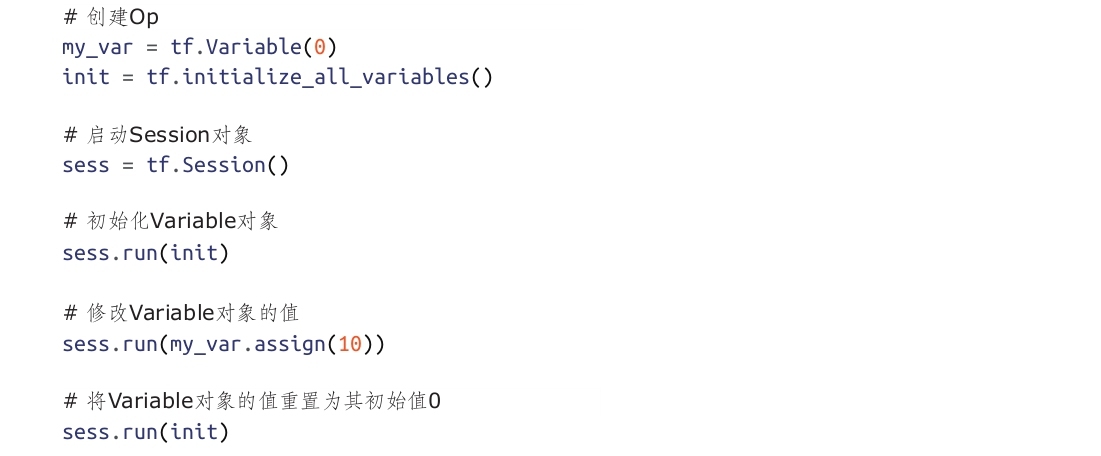 # 创建Op
my_var = tf.Variable(0)
init = tf.initialize_all_variables()
# 启动Session对象
sess = tf.Session()
# 初始化Variable对象
sess.run(init)
# 修改Variable对象的值
sess.run(my_var.assign(10))
# 将Variable对象的值重置为其初始值0
sess.run(init)